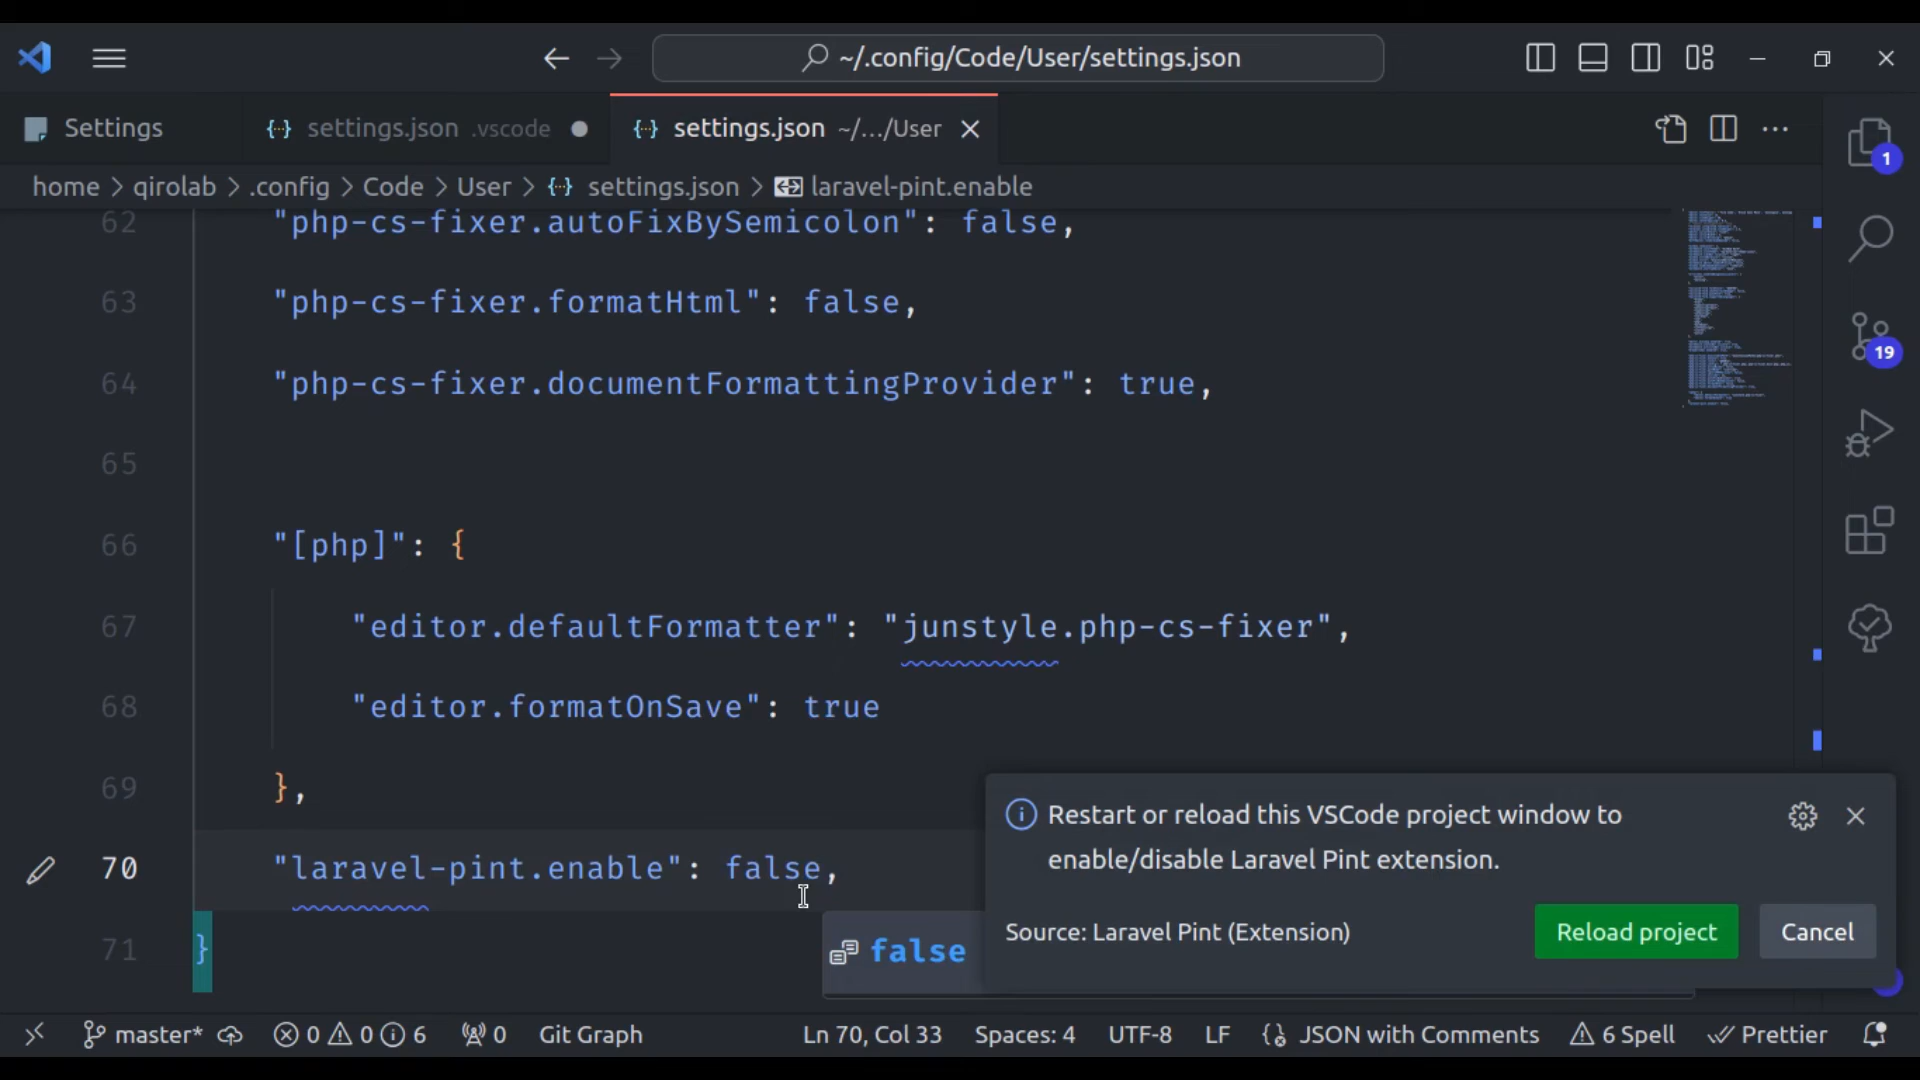 ~/.config/Code/User/settings.json
Settings
settings.json .vscode
settings.json ~/.../User
home > qirolab > .config > Code > User > settings.json > laravel-pint.enable
62 "php-cs-fixer.autoFixBySemicolon": false,
63 "php-cs-fixer.formatHtml": false,
64 "php-cs-fixer.documentFormattingProvider": true,
65
66 "[php]": {
67 "editor.defaultFormatter": "junstyle.php-cs-fixer",
68 "editor.formatOnSave": true
69 },
70 "laravel-pint.enable": false,
71 }
false
Restart or reload this VSCode project window to
enable/disable Laravel Pint extension.
Source: Laravel Pint (Extension)
Reload project
Cancel
1
19
master* 0 0 6 0 Git Graph Ln 70, Col 33 Spaces: 4 UTF-8 LF JSON with Comments 6 Spell Prettier